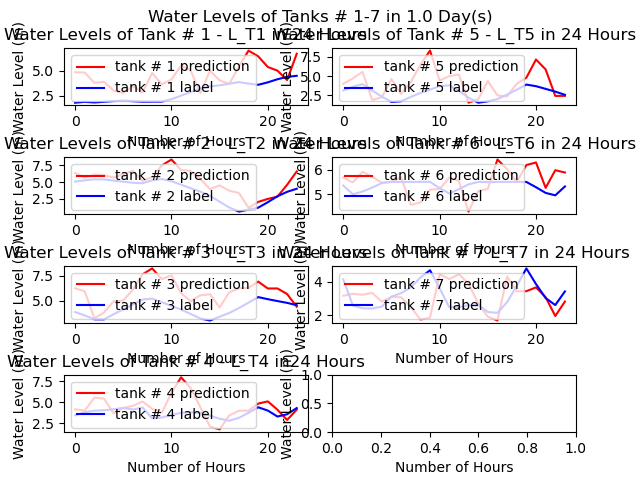 Water Levels of Tanks # 1-7 in 1.0 Day(s)
Water Levels of Tank # 1 - L_T1 in 24 Hours
Water Level (m)
5.0
2.5
tank # 1 prediction
tank # 1 label
0
10
20
Number of Hours
Water Levels of Tank # 5 - L_T5 in 24 Hours
Water Level (m)
7.5
5.0
2.5
tank # 5 prediction
tank # 5 label
0
10
20
Number of Hours
Water Levels of Tank # 2 - L_T2 in 24 Hours
Water Level (m)
7.5
5.0
2.5
tank # 2 prediction
tank # 2 label
0
10
20
Number of Hours
Water Levels of Tank # 6 - L_T6 in 24 Hours
Water Level (m)
6
5
tank # 6 prediction
tank # 6 label
0
10
20
Number of Hours
Water Levels of Tank # 3 - L_T3 in 24 Hours
Water Level (m)
7.5
5.0
tank # 3 prediction
tank # 3 label
0
10
20
Number of Hours
Water Levels of Tank # 7 - L_T7 in 24 Hours
Water Level (m)
4
2
tank # 7 prediction
tank # 7 label
0
10
20
Number of Hours
Water Levels of Tank # 4 - L_T4 in24 Hours
Water Level (m)
7.5
5.0
2.5
tank # 4 prediction
tank # 4 label
0
10
20
Number of Hours
Water Level (m)
1.0
0.5
0.0
0.0
0.2
0.4
0.6
0.8
1.0
Number of Hours